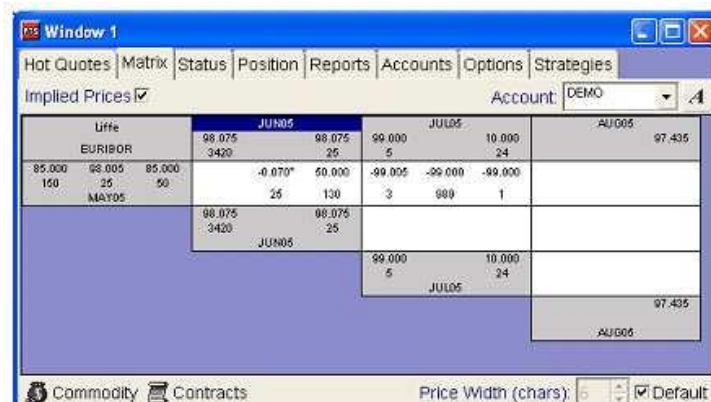 Window 1
Hot Quotes Matrix Status Position Reports Accounts Options Strategies
Implied Prices Account: DEMO A
Liffe JUN05 JUL05 AUG05
98.075 98.075 99.000 10.000 97.435
EURIBOR 3420 25 5 24
85.000 98.005 85.000 -0.070* 50.000 -99.005 -99.000 -99.000
150 25 50 25 130 3 989 1
MAY05
98.075 98.075
3420 25
JUN05
99.000 10.000
5 24
JUL05
97.435
AUG05
Commodity Contracts Price Width (chars): 6 Default